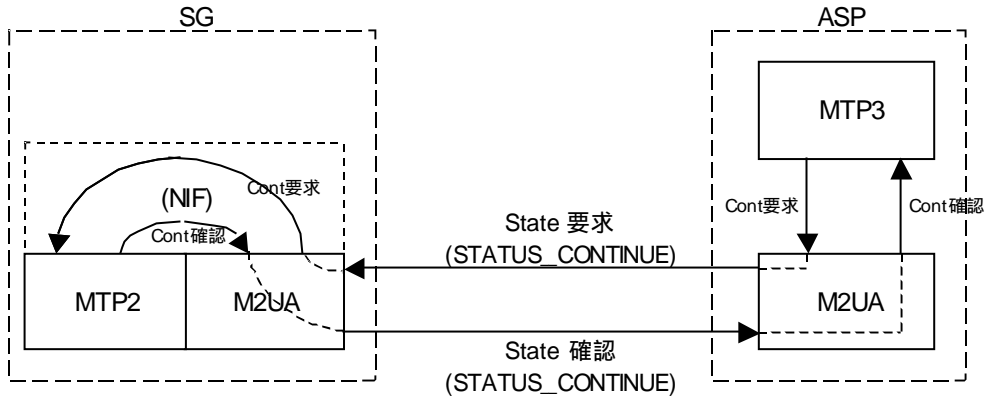 SG
ASP
MTP3
Cont要求
(NIF)
Cont確認
Cont要求
Cont確認
State 要求
(STATUS_CONTINUE)
MTP2
M2UA
M2UA
State 確認
(STATUS_CONTINUE)